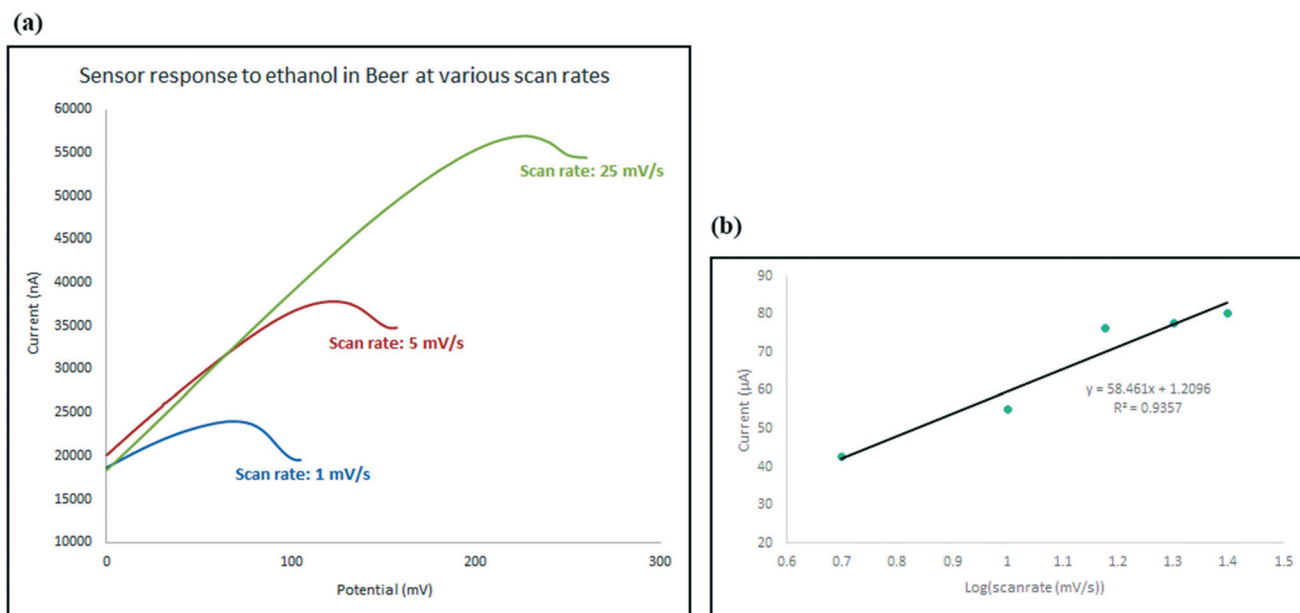 (a)
Sensor response to ethanol in Beer at various scan rates
60000
55000
50000
45000
40000
35000
30000
25000
20000
15000
10000
Current (nA)
Scan rate: 25 mV/s
Scan rate: 5 mV/s
Scan rate: 1 mV/s
0
100
200
300
Potential (mV)
(b)
90
80
70
60
50
40
30
20
Current (µA)
y = 58.461x + 1.2096
R² = 0.9357
0.6
0.7
0.8
0.9
1
1.1
1.2
1.3
1.4
1.5
Log(scanrate (mV/s))